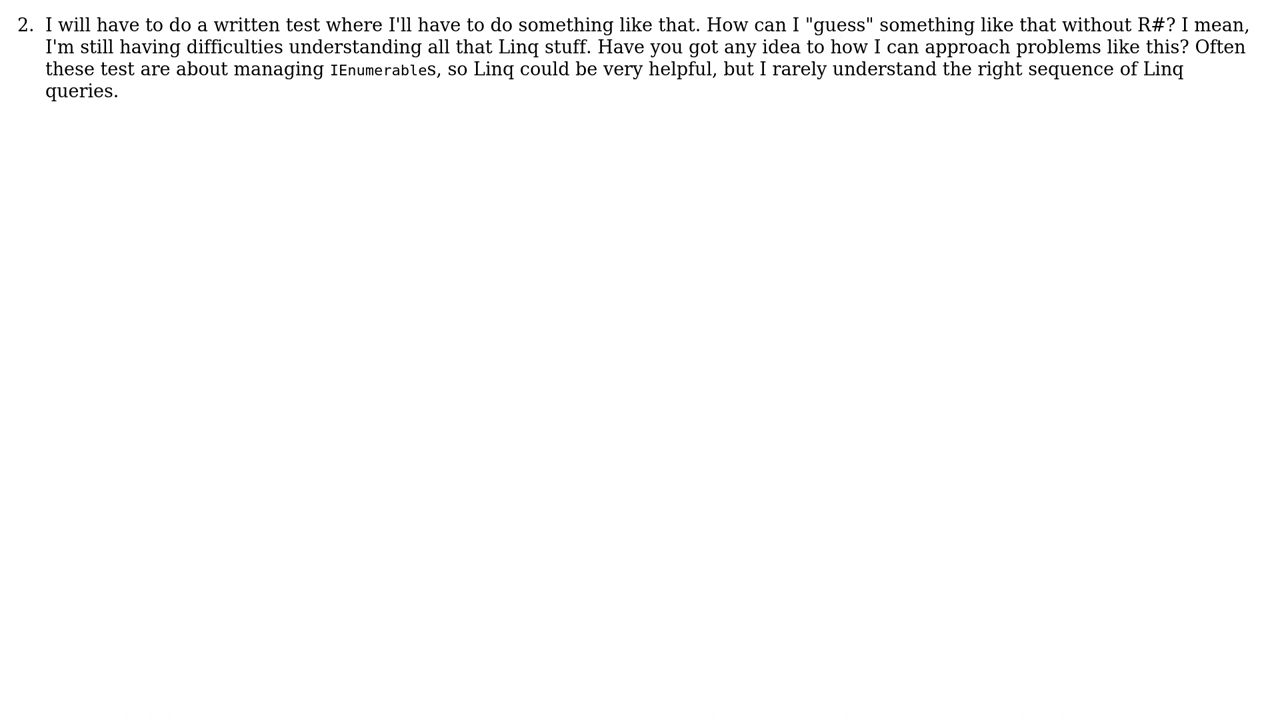 2. I will have to do a written test where I'll have to do something like that. How can I "guess" something like that without R#? I mean,
I'm still having difficulties understanding all that Linq stuff. Have you got any idea to how I can approach problems like this? Often
these test are about managing IEnumerables, so Linq could be very helpful, but I rarely understand the right sequence of Linq
queries.